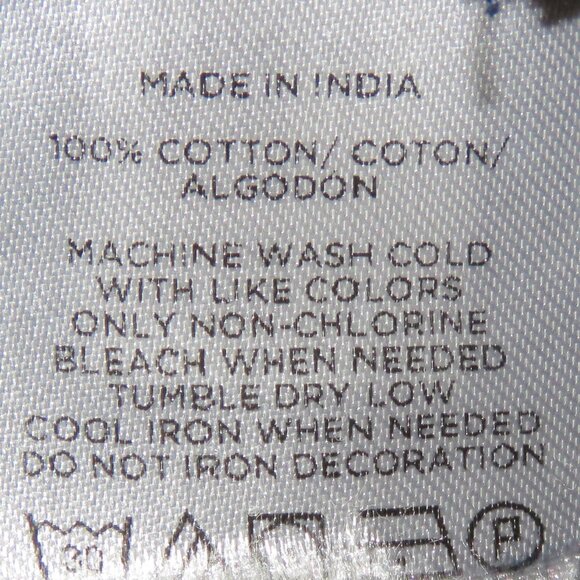 MADE IN INDIA
100% COTTON/ COTON/
ALGODÓN
MACHINE WASH COLD
WITH LIKE COLORS
ONLY NON-CHLORINE
BLEACH WHEN NEEDED
TUMBLE DRY LOW
COOL IRON WHEN NEEDED
DO NOT IRON DECORATION
30 P